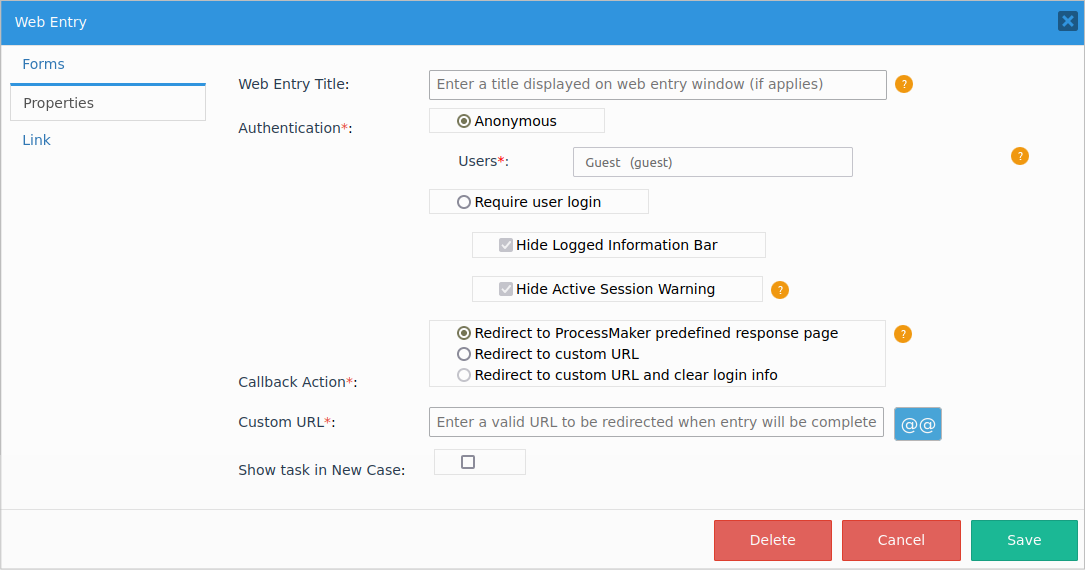 Web Entry
Forms
Properties
Link
Web Entry Title: Enter a title displayed on web entry window (if applies) ?
Authentication*: Anonymous
Users*: Guest (guest) ?
Require user login
Hide Logged Information Bar
Hide Active Session Warning ?
Redirect to ProcessMaker predefined response page ?
Redirect to custom URL
Redirect to custom URL and clear login info
Callback Action*:
Custom URL*: Enter a valid URL to be redirected when entry will be complete @@
Show task in New Case:
Delete Cancel Save